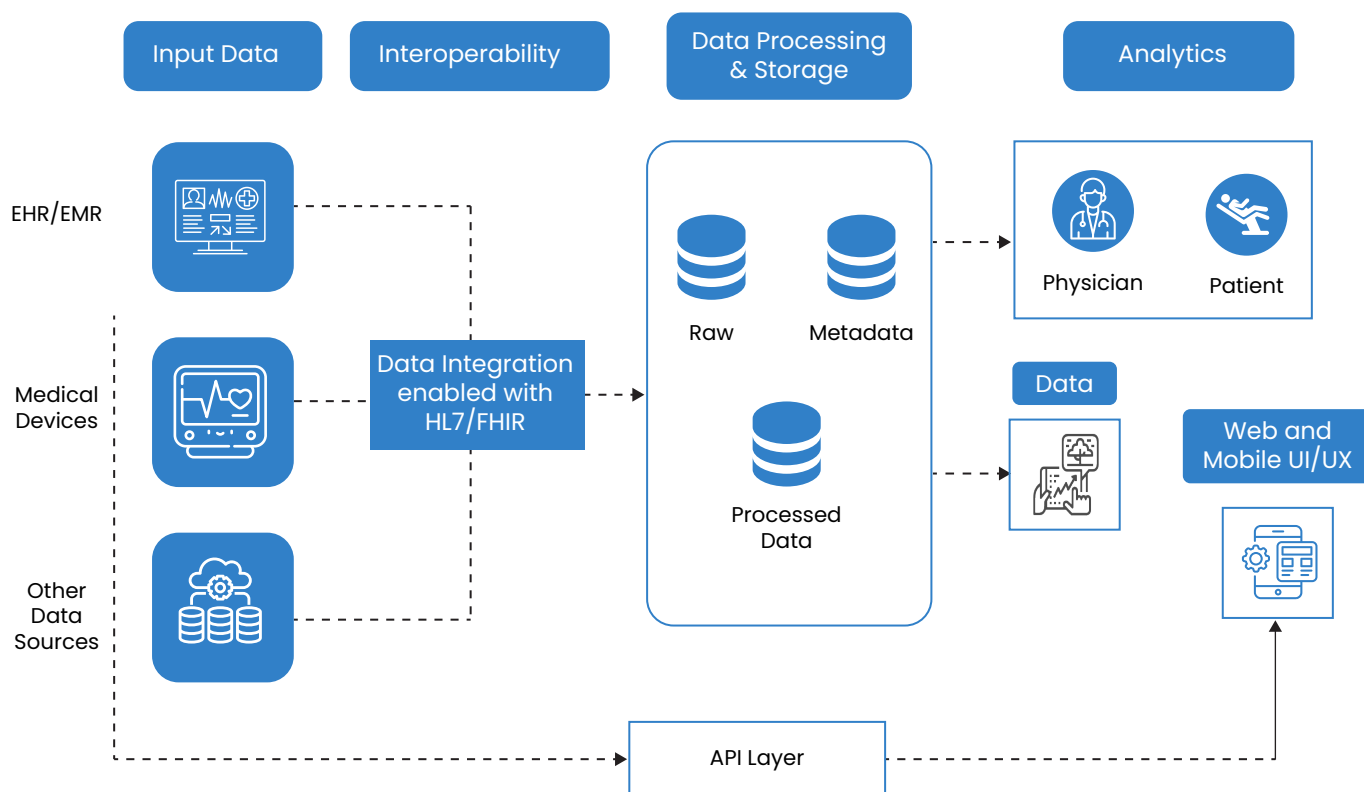 Input Data
Interoperability
Data Processing
& Storage
Analytics
EHR/EMR
Physician
Patient
Raw
Metadata
Medical
Devices
Data Integration
enabled with
HL7/FHIR
Data
Web and
Mobile UI/UX
Processed
Data
Other
Data
Sources
API Layer